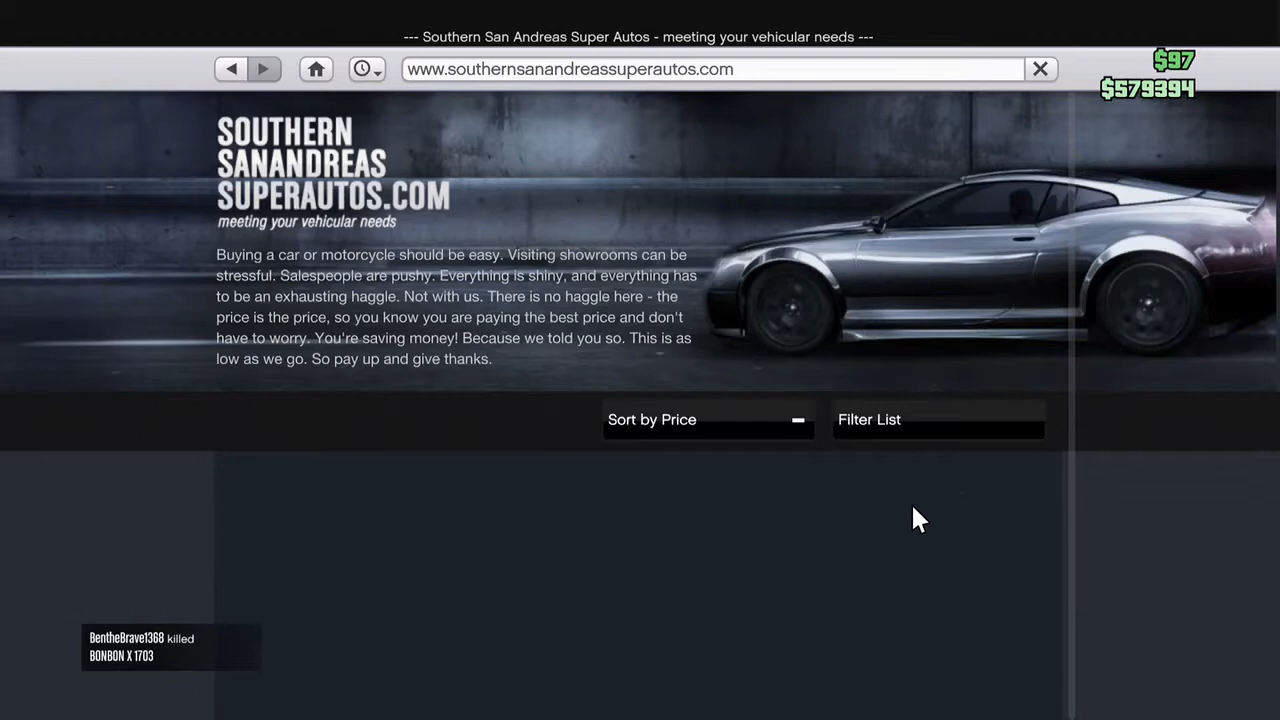 --- Southern San Andreas Super Autos - meeting your vehicular needs ---
www.southernsanandreassuperautos.com
$97
$579394
SOUTHERN
SANANDREAS
SUPERAUTOS.COM
meeting your vehicular needs
Buying a car or motorcycle should be easy. Visiting showrooms can be
stressful. Salespeople are pushy. Everything is shiny, and everything has
to be an exhausting haggle. Not with us. There is no haggle here - the
price is the price, so you know you are paying the best price and don't
have to worry. You're saving money! Because we told you so. This is as
low as we go. So pay up and give thanks.
Sort by Price
Filter List
BentheBrave1368 killed
BONBON X 1703